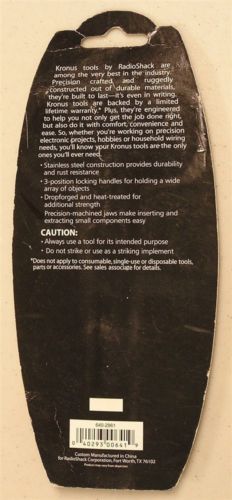 Kronus tools by RadioShack are
among the very best in the industry.
Precision crafted and ruggedly
constructed out of durable materials,
they're built to last—it's even in writing.
Kronus tools are backed by a limited
lifetime warranty.* Plus, they're engineered
to help you not only get the job done right,
but also do it with comfort, convenience and
ease. So, whether you're working on precision
electronic projects, hobbies or household wiring
needs, you'll know your Kronus tools are the only
ones you'll ever need.
• Stainless steel construction provides durability
and rust resistance
• 3-position locking handles for holding a wide
array of objects
• Dropforged and heat-treated for
additional strength
Precision-machined jaws make inserting and
extracting small components easy
CAUTION:
• Always use a tool for its intended purpose
• Do not strike or use as a striking implement
*Does not apply to consumable, single-use or disposable tools,
parts or accessories. See sales associate for details.
640-2981
0 40293 00641 9
Custom Manufactured in China
for RadioShack Corporation, Fort Worth, TX 76102
Product may vary from depiction